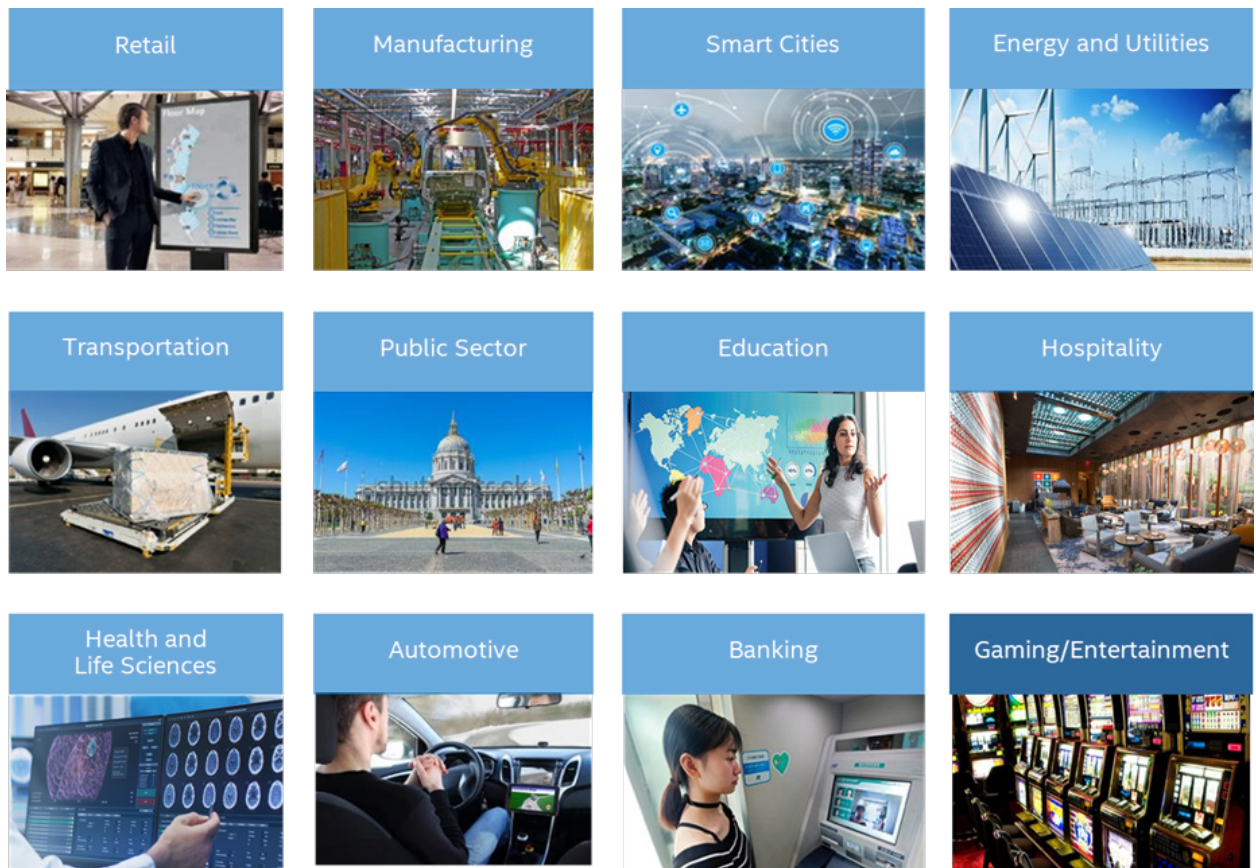 Retail
Manufacturing
Smart Cities
Energy and Utilities
Floor Map
Transportation
Public Sector
Education
Hospitality
Health and
Life Sciences
Automotive
Banking
Gaming/Entertainment